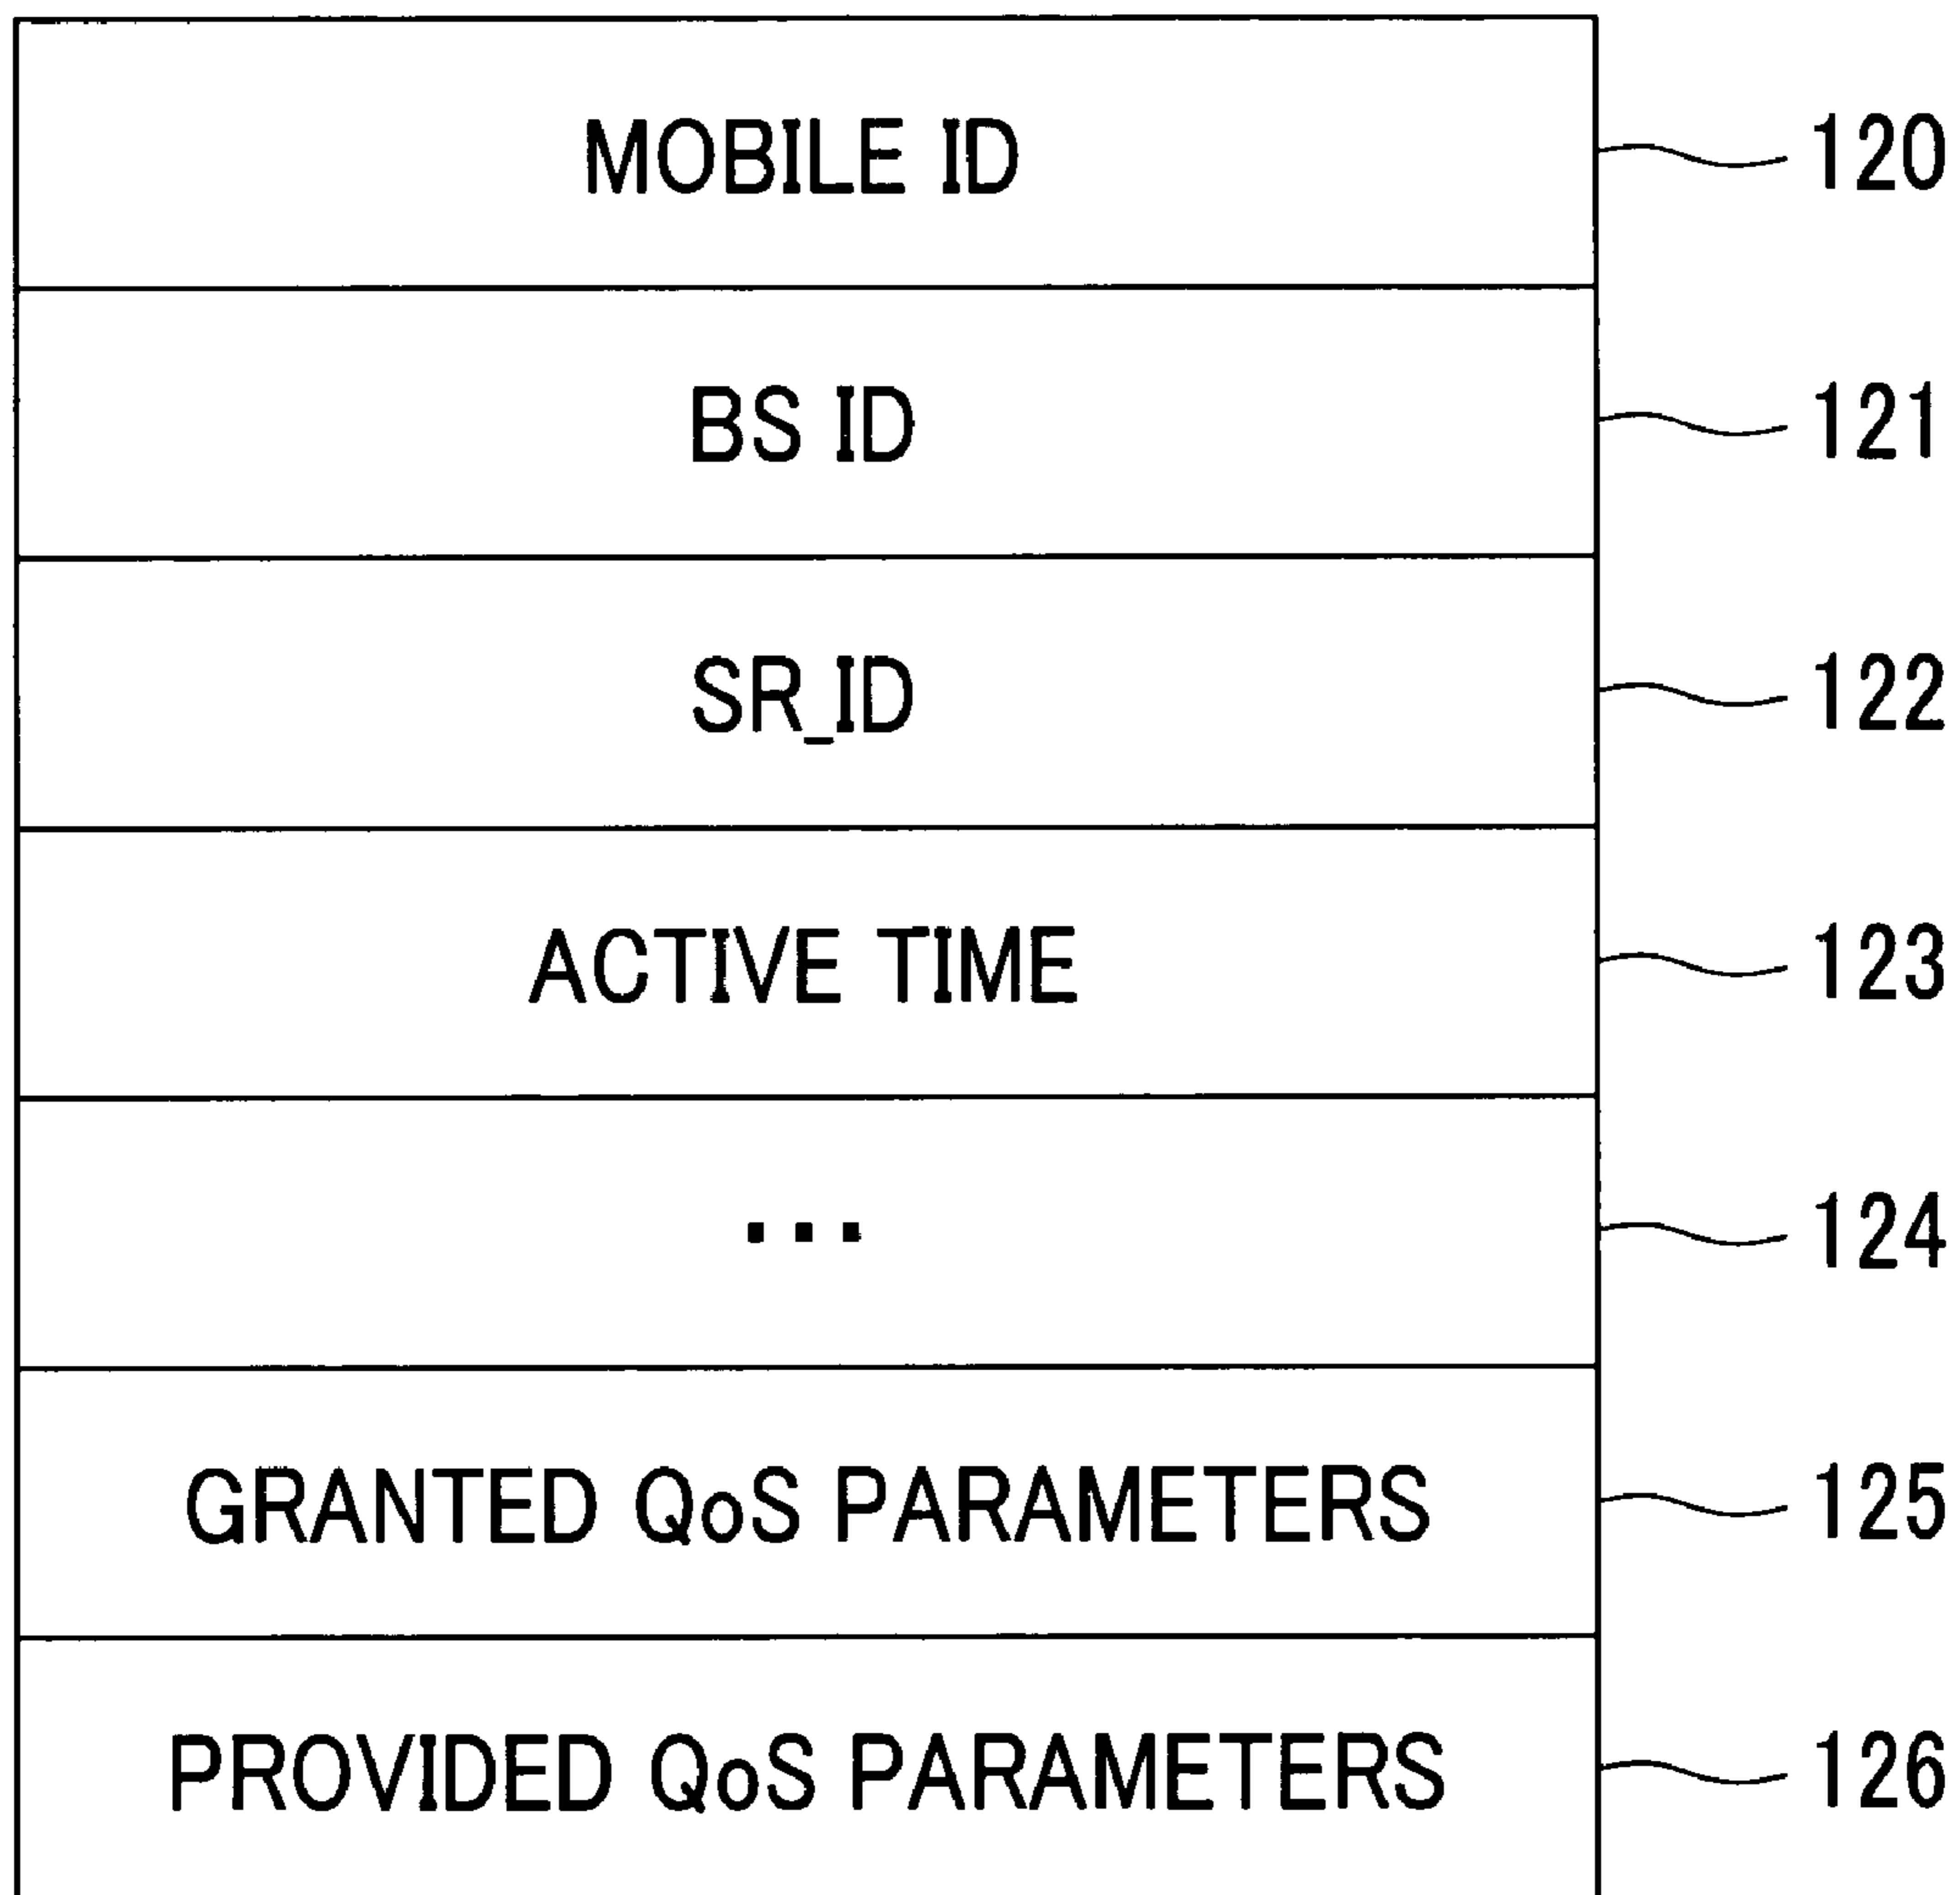 MOBILE ID 120
BS ID 121
SR_ID 122
ACTIVE TIME 123
... 124
GRANTED QoS PARAMETERS 125
PROVIDED QoS PARAMETERS 126